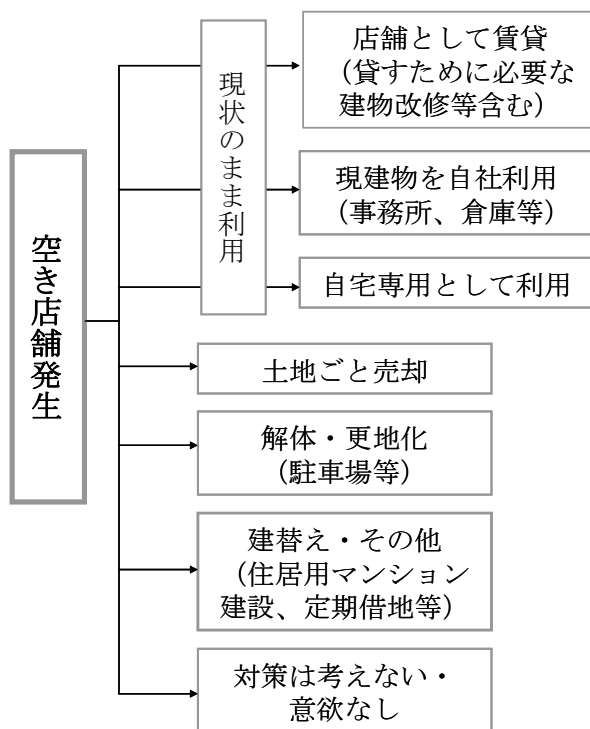 空き店舗発生
現状のまま利用
店舗として賃貸
（貸すために必要な
建物改修等含む）
現建物を自社利用
（事務所、倉庫等）
自宅専用として利用
土地ごと売却
解体・更地化
（駐車場等）
建替え・その他
（住居用マンション
建設、定期借地等）
対策は考えない・
意欲なし